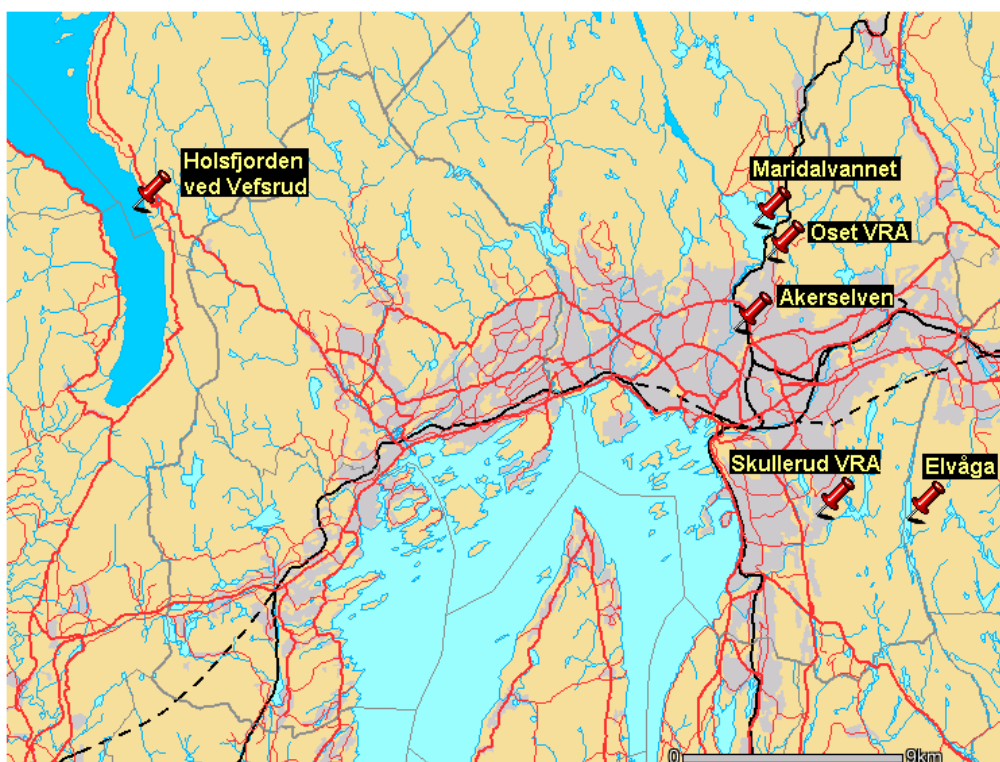 Holsfjorden
ved Vefsrud
Maridalvannet
Oset VRA
Akerselven
Skullerud VRA
Elvåga
0 9km